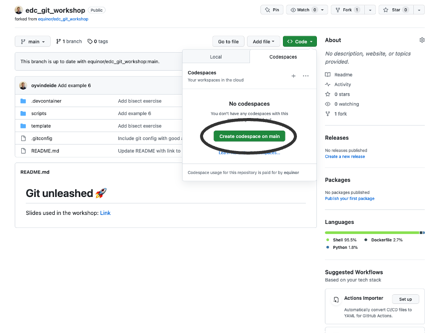 edc_git_workshop Public
forked from equinor/edc_git_workshop
Pin
Watch 0
Fork 1
Star 0
main
1 branch
0 tags
Go to file
Add file
Code
This branch is up to date with equinor/edc_git_workshop:main.
oyvindeide Add example 6
.devcontainer Add bisect exercise
scripts Add example 6
template Add bisect exercise
.gitconfig Include git config with good
README.md Update README with link to
Local
Codespaces
Codespaces
Your workspaces in the cloud
No codespaces
You don't have any codespaces with this
Create codespace on main
Codespace usage for this repository is paid for by equinor
README.md
Git unleashed 🚀
Slides used in the workshop: Link
About
No description, website, or topics
provided.
Readme
Activity
0 stars
0 watching
1 fork
Releases
No releases published
Create a new release
Packages
No packages published
Publish your first package
Languages
Shell 95.5% Dockerfile 2.7%
Python 1.8%
Suggested Workflows
Based on your tech stack
Actions Importer
Set up
Automatically convert CI/CD files to
YAML for GitHub Actions.